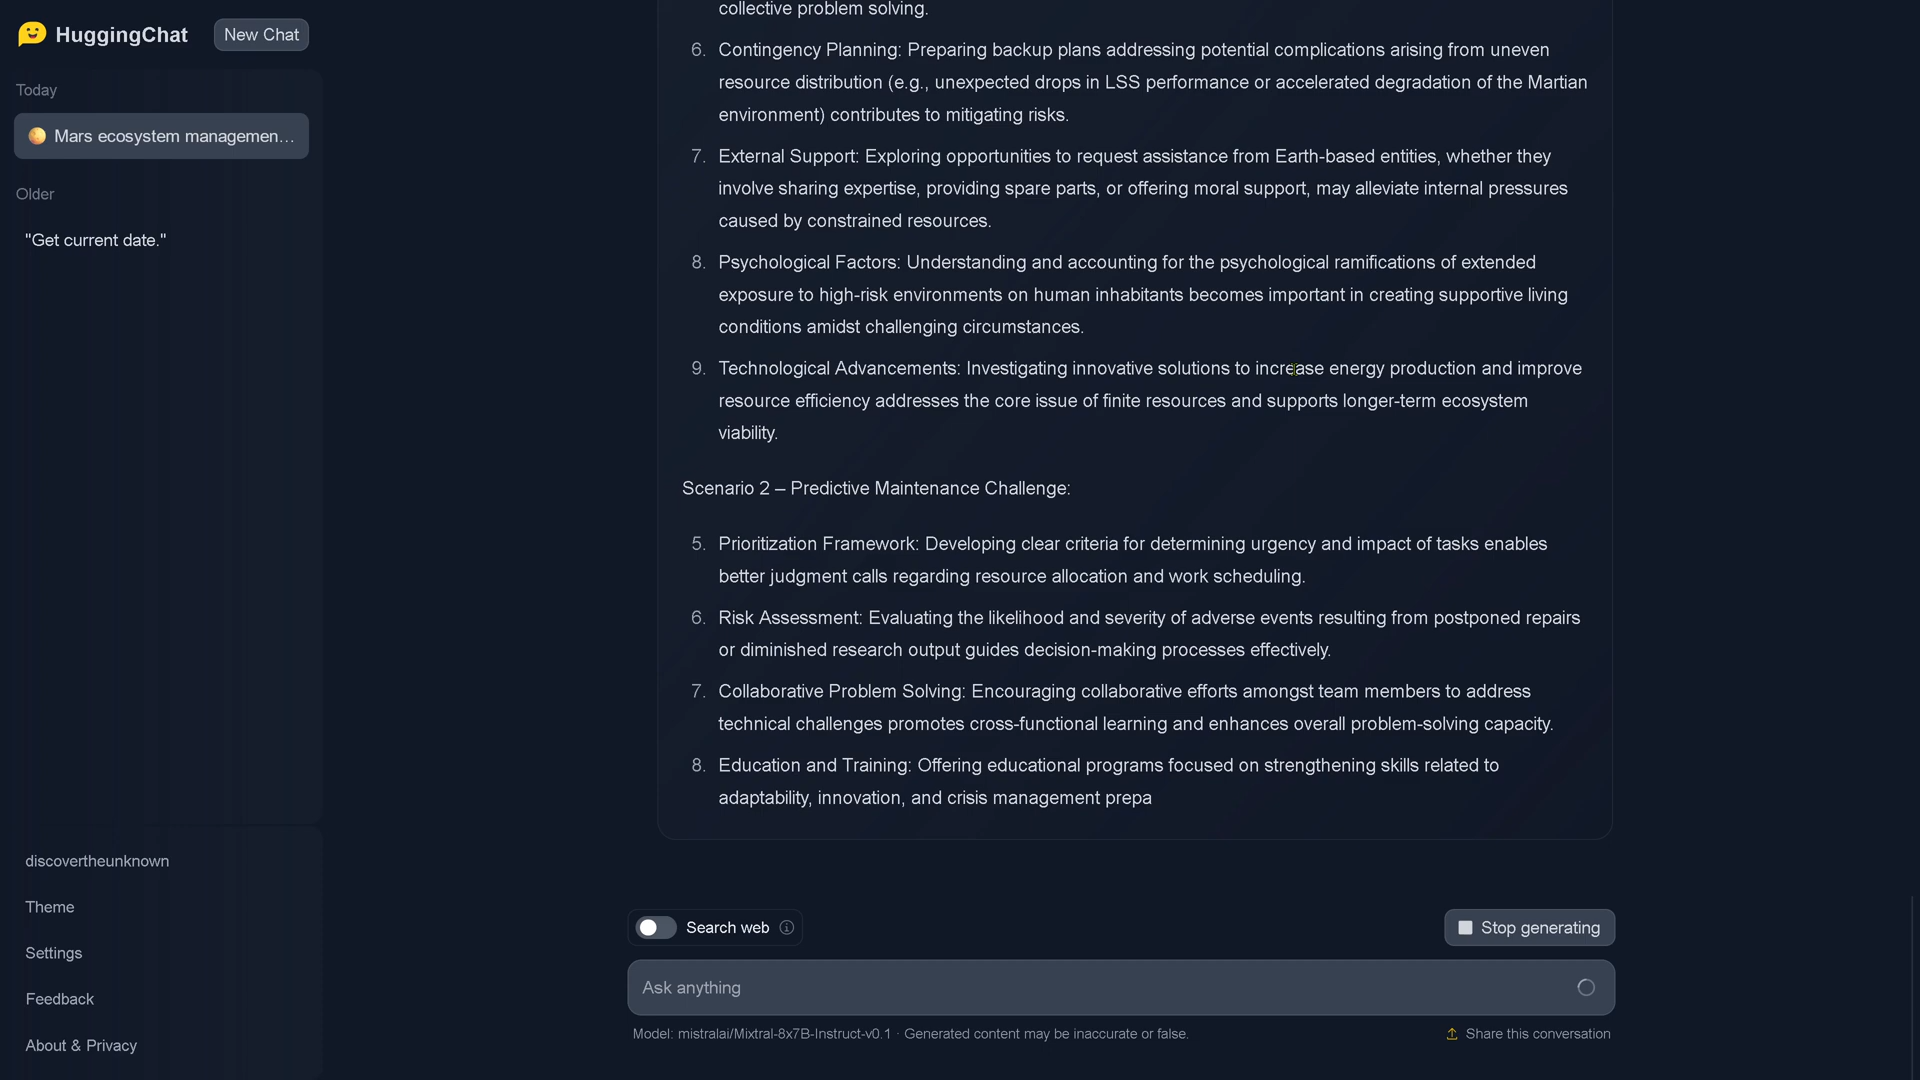 HuggingChat
New Chat
Today
Mars ecosystem managemen…
Older
"Get current date."
discovertheunknown
Theme
Settings
Feedback
About & Privacy
collective problem solving.
6. Contingency Planning: Preparing backup plans addressing potential complications arising from uneven
resource distribution (e.g., unexpected drops in LSS performance or accelerated degradation of the Martian
environment) contributes to mitigating risks.
7. External Support: Exploring opportunities to request assistance from Earth-based entities, whether they
involve sharing expertise, providing spare parts, or offering moral support, may alleviate internal pressures
caused by constrained resources.
8. Psychological Factors: Understanding and accounting for the psychological ramifications of extended
exposure to high-risk environments on human inhabitants becomes important in creating supportive living
conditions amidst challenging circumstances.
9. Technological Advancements: Investigating innovative solutions to increase energy production and improve
resource efficiency addresses the core issue of finite resources and supports longer-term ecosystem
viability.
Scenario 2 – Predictive Maintenance Challenge:
5. Prioritization Framework: Developing clear criteria for determining urgency and impact of tasks enables
better judgment calls regarding resource allocation and work scheduling.
6. Risk Assessment: Evaluating the likelihood and severity of adverse events resulting from postponed repairs
or diminished research output guides decision-making processes effectively.
7. Collaborative Problem Solving: Encouraging collaborative efforts amongst team members to address
technical challenges promotes cross-functional learning and enhances overall problem-solving capacity.
8. Education and Training: Offering educational programs focused on strengthening skills related to
adaptability, innovation, and crisis management prepa
Search web
Stop generating
Ask anything
Model: mistralai/Mixtral-8x7B-Instruct-v0.1 · Generated content may be inaccurate or false.
Share this conversation